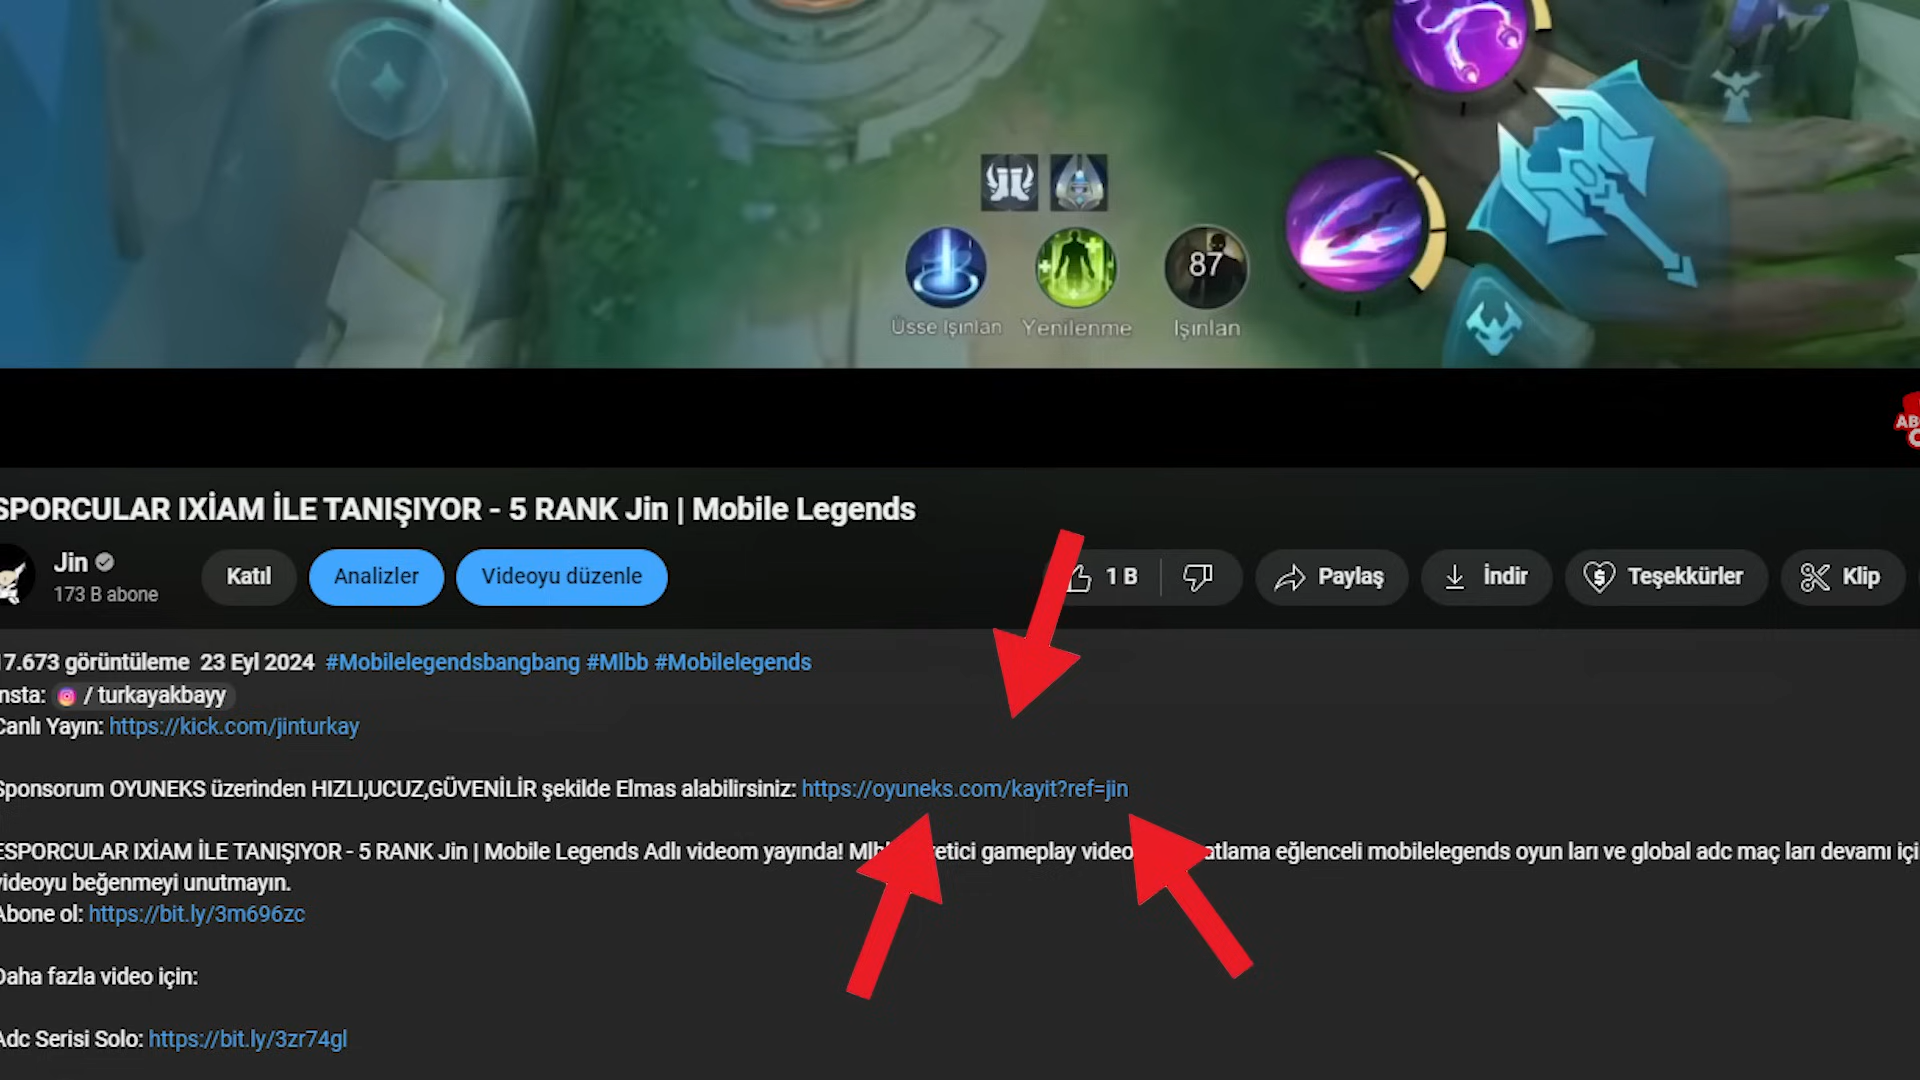 87
Üsse Işınlan Yenilenme Işınlan
SPORCULAR IXİAM İLE TANIŞIYOR - 5 RANK Jin | Mobile Legends
Jin
173 B abone
Katıl Analizler Videoyu düzenle 1 B Paylaş İndir Teşekkürler Klip
17.673 görüntüleme 23 Eyl 2024 #Mobilelegendsbangbang #Mlbb #Mobilelegends
nsta: / turkayakbayy
Canlı Yayın: https://kick.com/jinturkay
Sponsorum OYUNEKS üzerinden HIZLI,UCUZ,GÜVENİLİR şekilde Elmas alabilirsiniz: https://oyuneks.com/kayit?ref=jin
ESPORCULAR IXİAM İLE TANIŞIYOR - 5 RANK Jin | Mobile Legends Adlı videom yayında! gameplay video atlama eğlenceli mobilelegends oyun ları ve global adc maç ları devamı içi
videoyu beğenmeyi unutmayın.
Abone ol: https://bit.ly/3m696zc
Daha fazla video için:
Adc Serisi Solo: https://bit.ly/3zr74gl